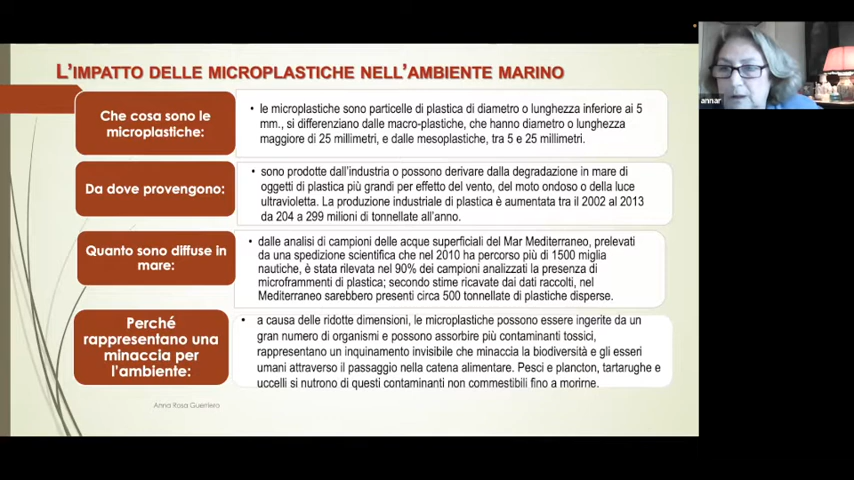 L'IMPATTO DELLE MICROPLASTICHE NELL'AMBIENTE MARINO
annar
Che cosa sono le
microplastiche:
• le microplastiche sono particelle di plastica di diametro o lunghezza inferiore ai 5
mm., si differenziano dalle macro-plastiche, che hanno diametro o lunghezza
maggiore di 25 millimetri, e dalle mesoplastiche, tra 5 e 25 millimetri.
Da dove provengono:
• sono prodotte dall'industria o possono derivare dalla degradazione in mare di
oggetti di plastica più grandi per effetto del vento, del moto ondoso o della luce
ultravioletta. La produzione industriale di plastica è aumentata tra il 2002 al 2013
da 204 a 299 milioni di tonnellate all'anno.
Quanto sono diffuse in
mare:
• dalle analisi di campioni delle acque superficiali del Mar Mediterraneo, prelevati
da una spedizione scientifica che nel 2010 ha percorso più di 1500 miglia
nautiche, è stata rilevata nel 90% dei campioni analizzati la presenza di
microframmenti di plastica; secondo stime ricavate dai dati raccolti, nel
Mediterraneo sarebbero presenti circa 500 tonnellate di plastiche disperse.
Perché
rappresentano una
minaccia per
l'ambiente:
• a causa delle ridotte dimensioni, le microplastiche possono essere ingerite da un
gran numero di organismi e possono assorbire più contaminanti tossici,
rappresentano un inquinamento invisibile che minaccia la biodiversità e gli esseri
umani attraverso il passaggio nella catena alimentare. Pesci e plancton, tartarughe e
uccelli si nutrono di questi contaminanti non commestibili fino a morirne.
Anna Rosa Guerriero